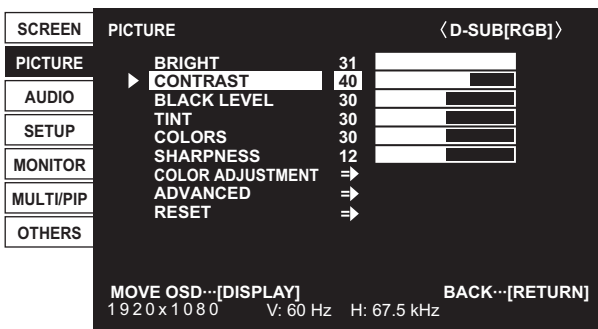 SCREEN
PICTURE
AUDIO
SETUP
MONITOR
MULTI/PIP
OTHERS
PICTURE 〈D-SUB[RGB]〉
BRIGHT 31
CONTRAST 40
BLACK LEVEL 30
TINT 30
COLORS 30
SHARPNESS 12
COLOR ADJUSTMENT
ADVANCED
RESET
MOVE OSD···[DISPLAY] BACK···[RETURN]
1920x1080 V: 60 Hz H: 67.5 kHz